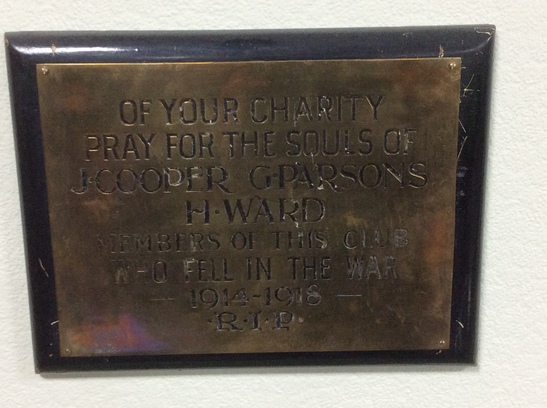 OF YOUR CHARITY
PRAY FOR THE SOULS OF
J·COOPER G·PARSONS
H·WARD
MEMBERS OF THIS CLUB
WHO FELL IN THE WAR
— 1914-1918 —
·R·I·P·